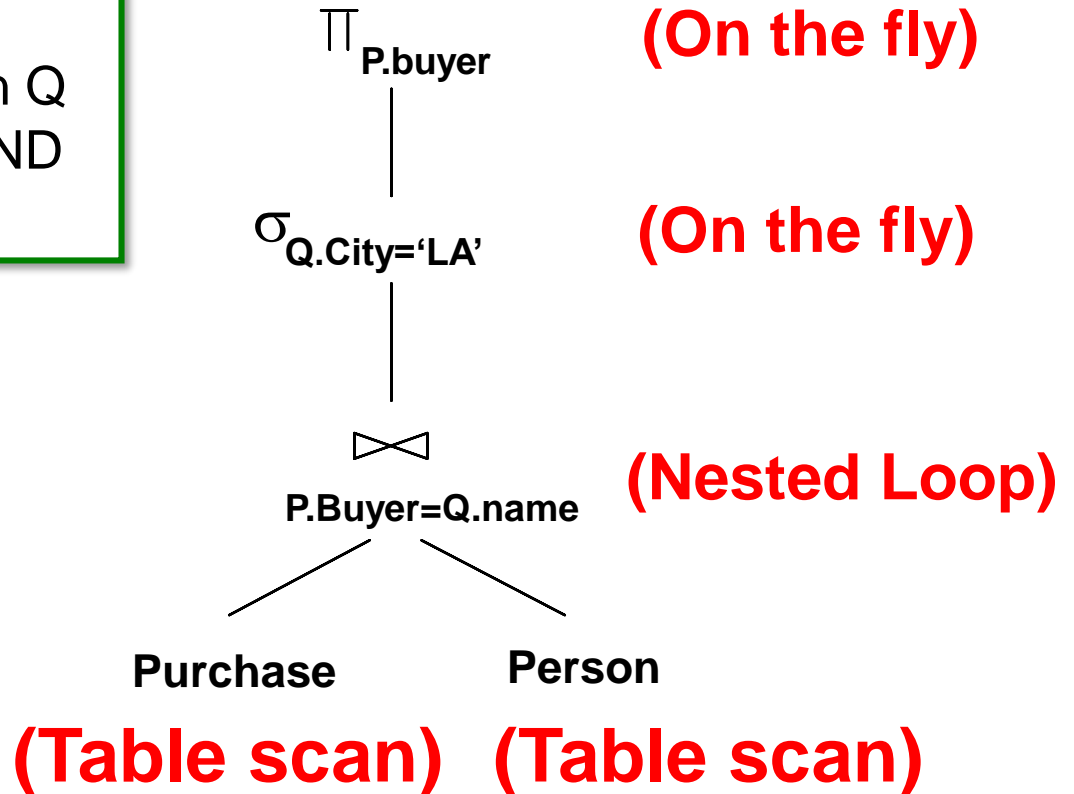 Q
ND
∏ P.buyer (On the fly)
σ Q.City=‘LA’ (On the fly)
⋈
P.Buyer=Q.name (Nested Loop)
Purchase Person
(Table scan) (Table scan)